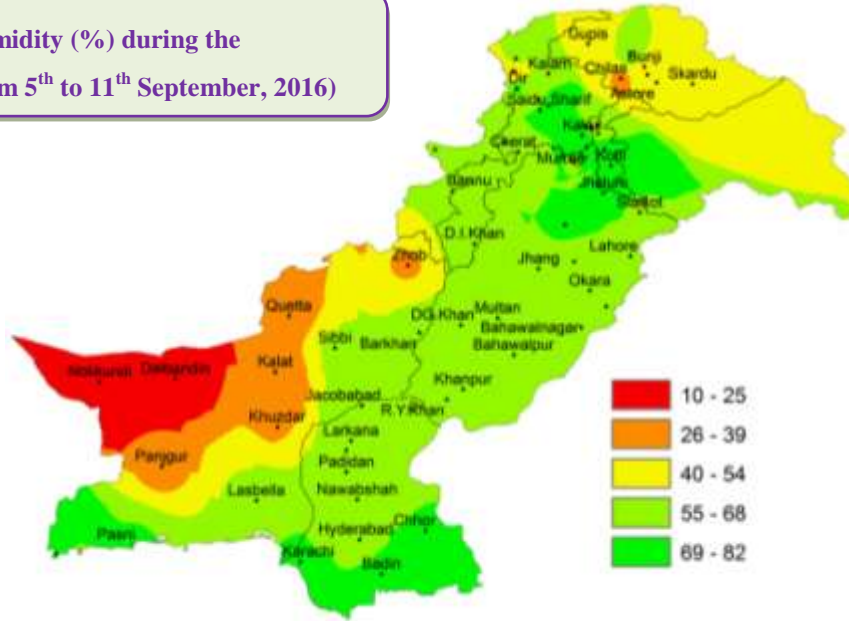 midity (%) during the
m 5th to 11th September, 2016)
Gupis
Kalam
Bunji
Chilas
Skardu
Dir
Astore
Saidu Sharif
Cherat
Kotli
Bannu
Jhelum
Sialkot
D.I.Khan
Lahore
Zhob
Jhang
Okara
Quetta
DG.Khan
Multan
Bahawalnagar
Sibbi
Barkhan
Bahawalpur
Nokkundi
Dalbandin
Kalat
Khanpur
Jacobabad
R.Y.Khan
Khuzdar
Larkana
Panjgur
Padidan
Lasbella
Nawabshah
Pasni
Hyderabad
Chhor
Karachi
Badin
10 - 25
26 - 39
40 - 54
55 - 68
69 - 82